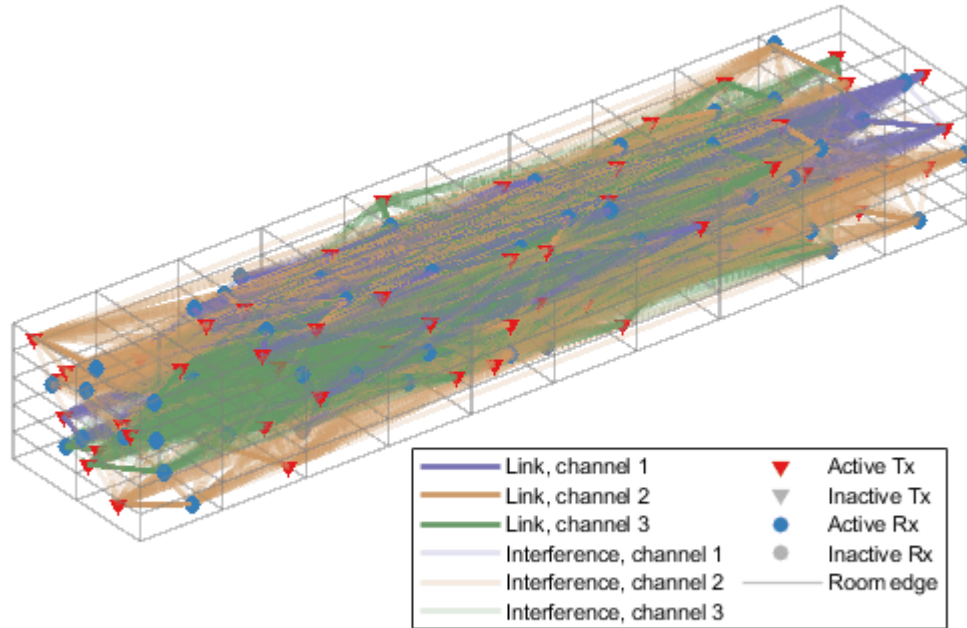 Link, channel 1
Link, channel 2
Link, channel 3
Interference, channel 1
Interference, channel 2
Interference, channel 3
Active Tx
Inactive Tx
Active Rx
Inactive Rx
Room edge